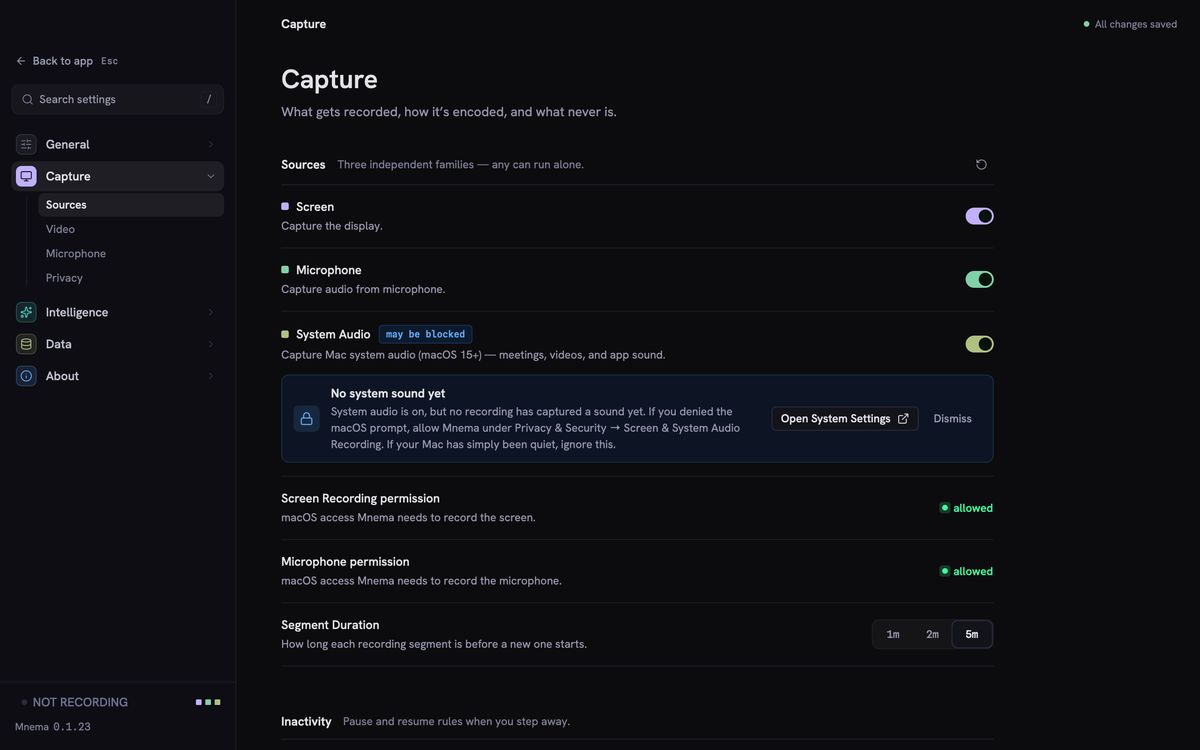 Capture
All changes saved
← Back to app Esc
Search settings /
General
Capture
Sources
Video
Microphone
Privacy
Intelligence
Data
About
NOT RECORDING
Mnema 0.1.23
Capture
What gets recorded, how it’s encoded, and what never is.
Sources Three independent families — any can run alone.
Screen
Capture the display.
Microphone
Capture audio from microphone.
System Audio may be blocked
Capture Mac system audio (macOS 15+) — meetings, videos, and app sound.
No system sound yet
System audio is on, but no recording has captured a sound yet. If you denied the
macOS prompt, allow Mnema under Privacy & Security → Screen & System Audio
Recording. If your Mac has simply been quiet, ignore this.
Open System Settings
Dismiss
Screen Recording permission
macOS access Mnema needs to record the screen.
allowed
Microphone permission
macOS access Mnema needs to record the microphone.
allowed
Segment Duration
How long each recording segment is before a new one starts.
1m 2m 5m
Inactivity Pause and resume rules when you step away.